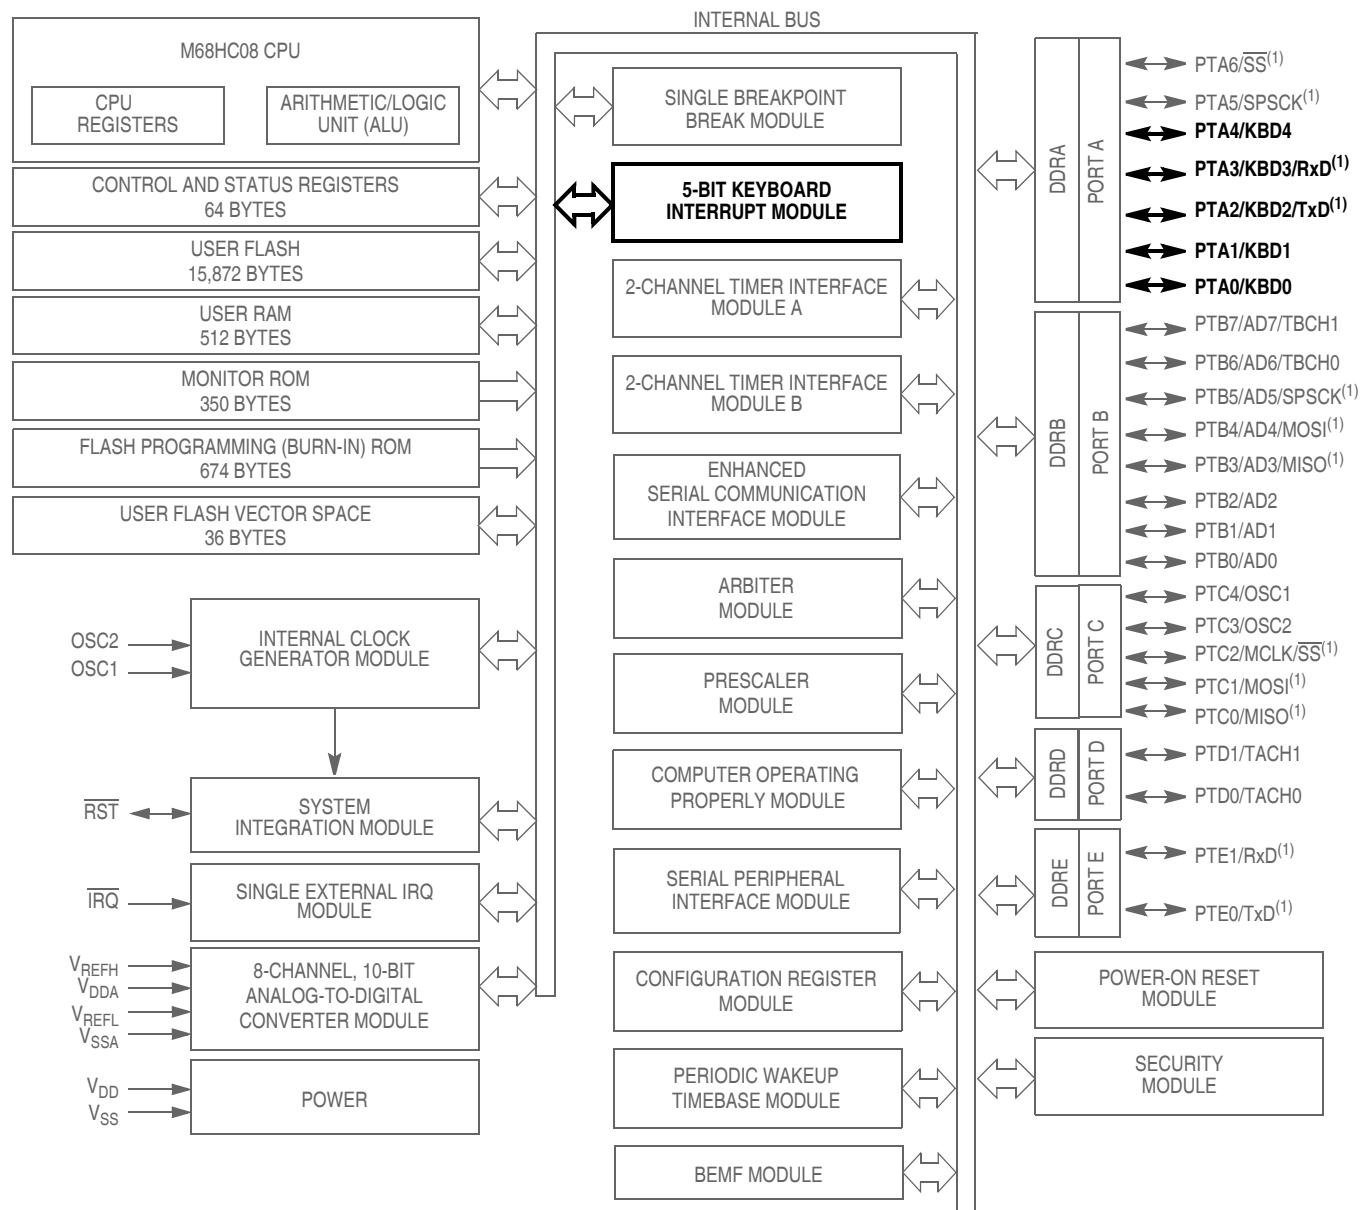 INTERNAL BUS
M68HC08 CPU
CPU
REGISTERS
ARITHMETIC/LOGIC
UNIT (ALU)
CONTROL AND STATUS REGISTERS
64 BYTES
USER FLASH
15,872 BYTES
USER RAM
512 BYTES
MONITOR ROM
350 BYTES
FLASH PROGRAMMING (BURN-IN) ROM
674 BYTES
USER FLASH VECTOR SPACE
36 BYTES
OSC2
OSC1
INTERNAL CLOCK
GENERATOR MODULE
R̅S̅T̅
SYSTEM
INTEGRATION MODULE
I̅R̅Q̅
SINGLE EXTERNAL IRQ
MODULE
VREFH
VDDA
VREFL
VSSA
8-CHANNEL, 10-BIT
ANALOG-TO-DIGITAL
CONVERTER MODULE
VDD
VSS
POWER
SINGLE BREAKPOINT
BREAK MODULE
5-BIT KEYBOARD
INTERRUPT MODULE
2-CHANNEL TIMER INTERFACE
MODULE A
2-CHANNEL TIMER INTERFACE
MODULE B
ENHANCED
SERIAL COMMUNICATION
INTERFACE MODULE
ARBITER
MODULE
PRESCALER
MODULE
COMPUTER OPERATING
PROPERLY MODULE
SERIAL PERIPHERAL
INTERFACE MODULE
CONFIGURATION REGISTER
MODULE
PERIODIC WAKEUP
TIMEBASE MODULE
BEMF MODULE
DDRA
PORT A
PTA6/S̅S̅(1)
PTA5/SPSCK(1)
PTA4/KBD4
PTA3/KBD3/RxD(1)
PTA2/KBD2/TxD(1)
PTA1/KBD1
PTA0/KBD0
DDRB
PORT B
PTB7/AD7/TBCH1
PTB6/AD6/TBCH0
PTB5/AD5/SPSCK(1)
PTB4/AD4/MOSI(1)
PTB3/AD3/MISO(1)
PTB2/AD2
PTB1/AD1
PTB0/AD0
DDRC
PORT C
PTC4/OSC1
PTC3/OSC2
PTC2/MCLK/S̅S̅(1)
PTC1/MOSI(1)
PTC0/MISO(1)
DDRD
PORT D
PTD1/TACH1
PTD0/TACH0
DDRE
PORT E
PTE1/RxD(1)
PTE0/TxD(1)
POWER-ON RESET
MODULE
SECURITY
MODULE